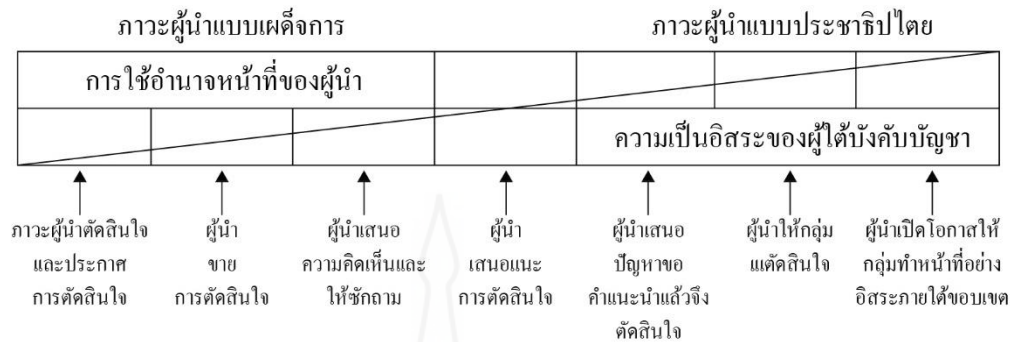 ภาวะผู้นำแบบเผด็จการ
ภาวะผู้นำแบบประชาธิปไตย
การใช้อำนาจหน้าที่ของผู้นำ
ความเป็นอิสระของผู้ใต้บังคับบัญชา
ภาวะผู้นำตัดสินใจ
และประกาศ
การตัดสินใจ
ผู้นำ
ขาย
การตัดสินใจ
ผู้นำเสนอ
ความคิดเห็นและ
ให้ซักถาม
ผู้นำ
เสนอแนะ
การตัดสินใจ
ผู้นำเสนอ
ปัญหาขอ
คำแนะนำแล้วจึง
ตัดสินใจ
ผู้นำให้กลุ่ม
แตัดสินใจ
ผู้นำเปิดโอกาสให้
กลุ่มทำหน้าที่อย่าง
อิสระภายใต้ขอบเขต